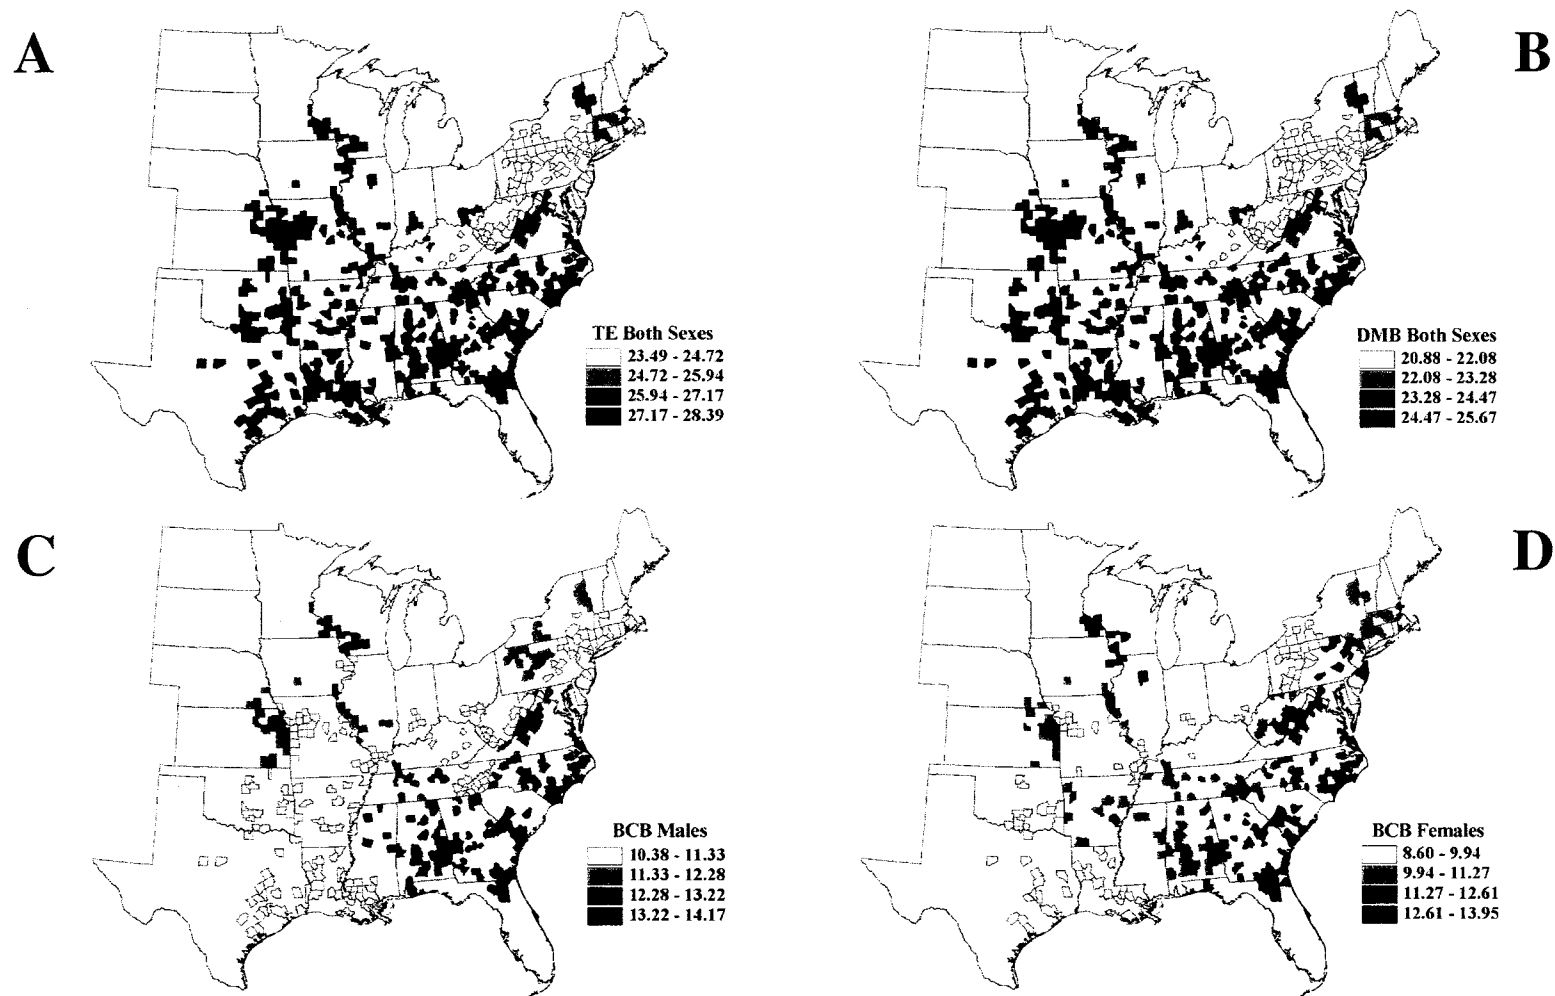 A
B
TE Both Sexes
23.49 - 24.72
24.72 - 25.94
25.94 - 27.17
27.17 - 28.39
DMB Both Sexes
20.88 - 22.08
22.08 - 23.28
23.28 - 24.47
24.47 - 25.67
C
D
BCB Males
10.38 - 11.33
11.33 - 12.28
12.28 - 13.22
13.22 - 14.17
BCB Females
8.60 - 9.94
9.94 - 11.27
11.27 - 12.61
12.61 - 13.95